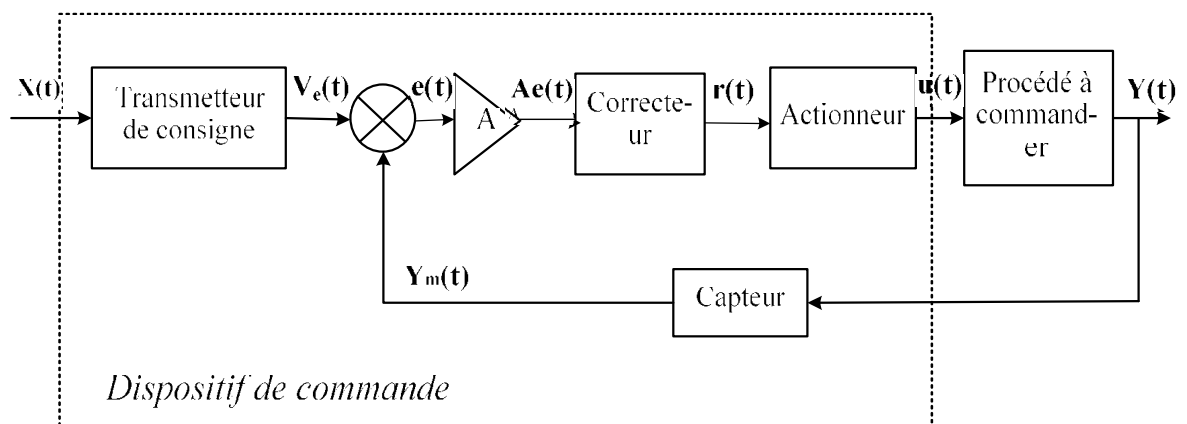 X(t)
Transmetteur
de consigne
Ve(t)
e(t)
A
Ae(t)
Correcte-
ur
r(t)
Actionneur
u(t)
Procédé à
command-
er
Y(t)
Ym(t)
Capteur
Dispositif de commande